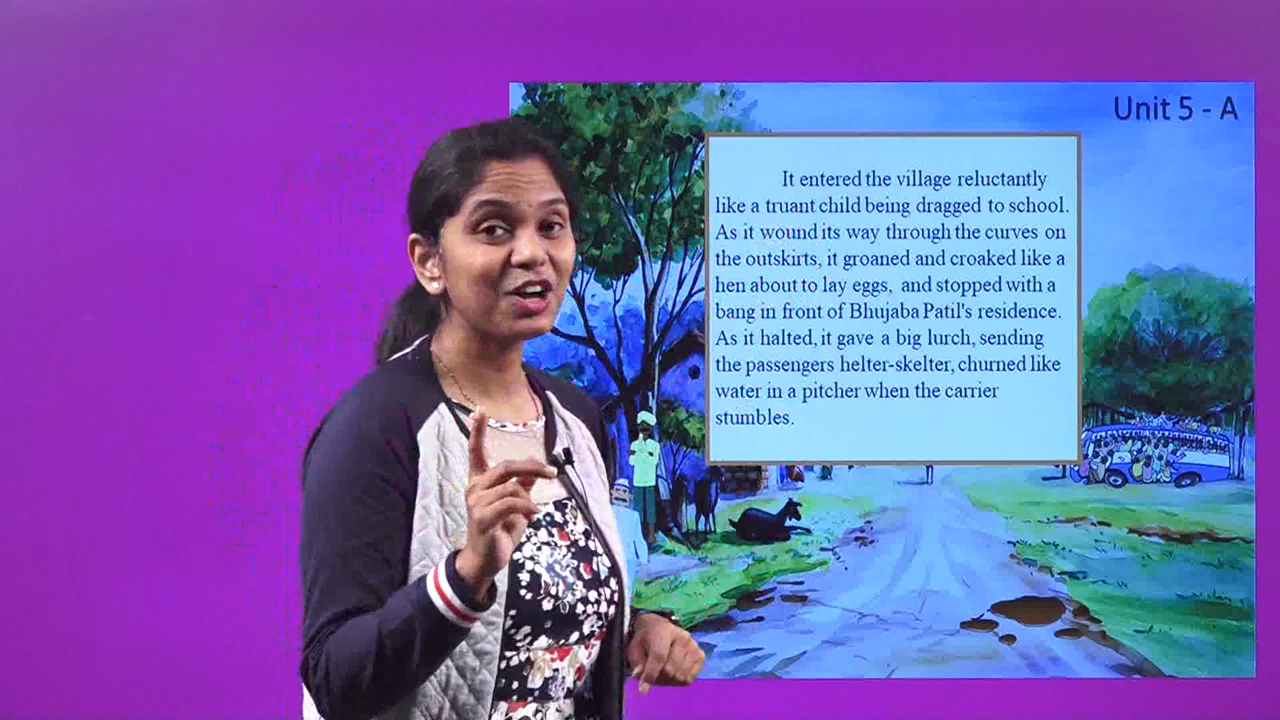 Unit 5 - A
It entered the village reluctantly
like a truant child being dragged to school.
As it wound its way through the curves on
the outskirts, it groaned and croaked like a
hen about to lay eggs, and stopped with a
bang in front of Bhujaba Patil's residence.
As it halted, it gave a big lurch, sending
the passengers helter-skelter, churned like
water in a pitcher when the carrier
stumbles.